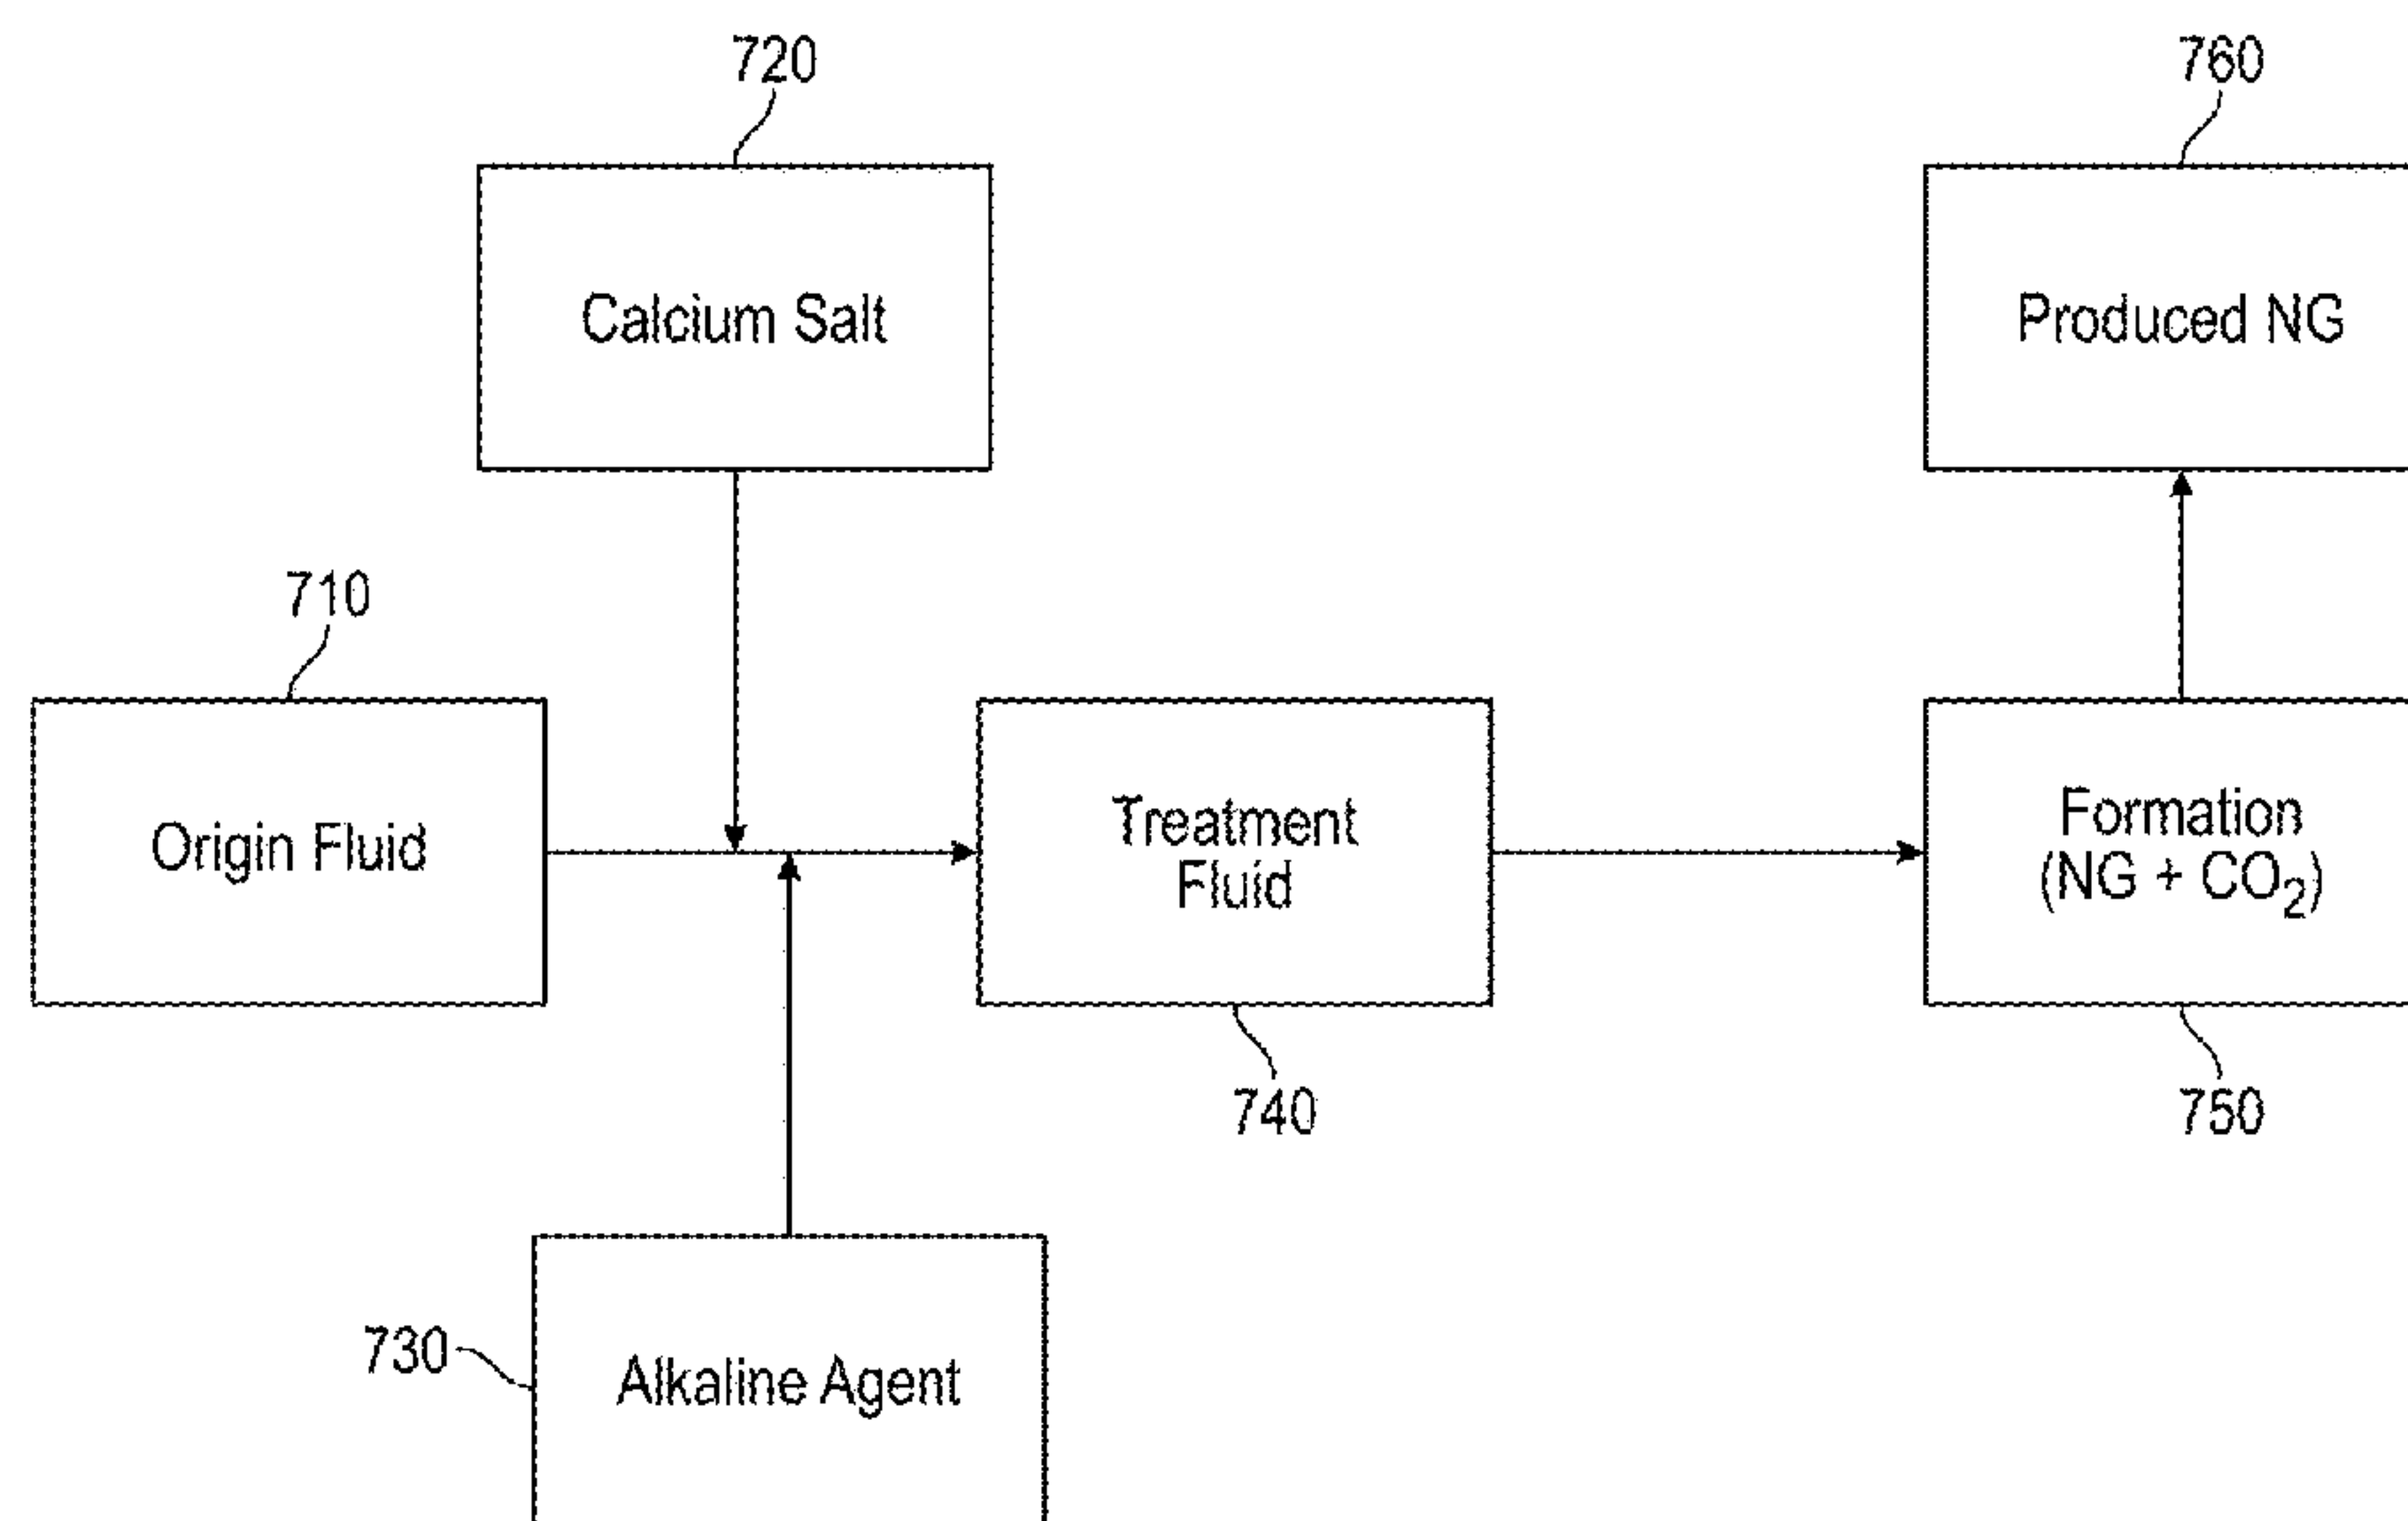 720
760
Calcium Salt
Produced NG
710
Origin Fluid
Treatment
Fluid
Formation
(NG + CO₂)
740
750
730
Alkaline Agent